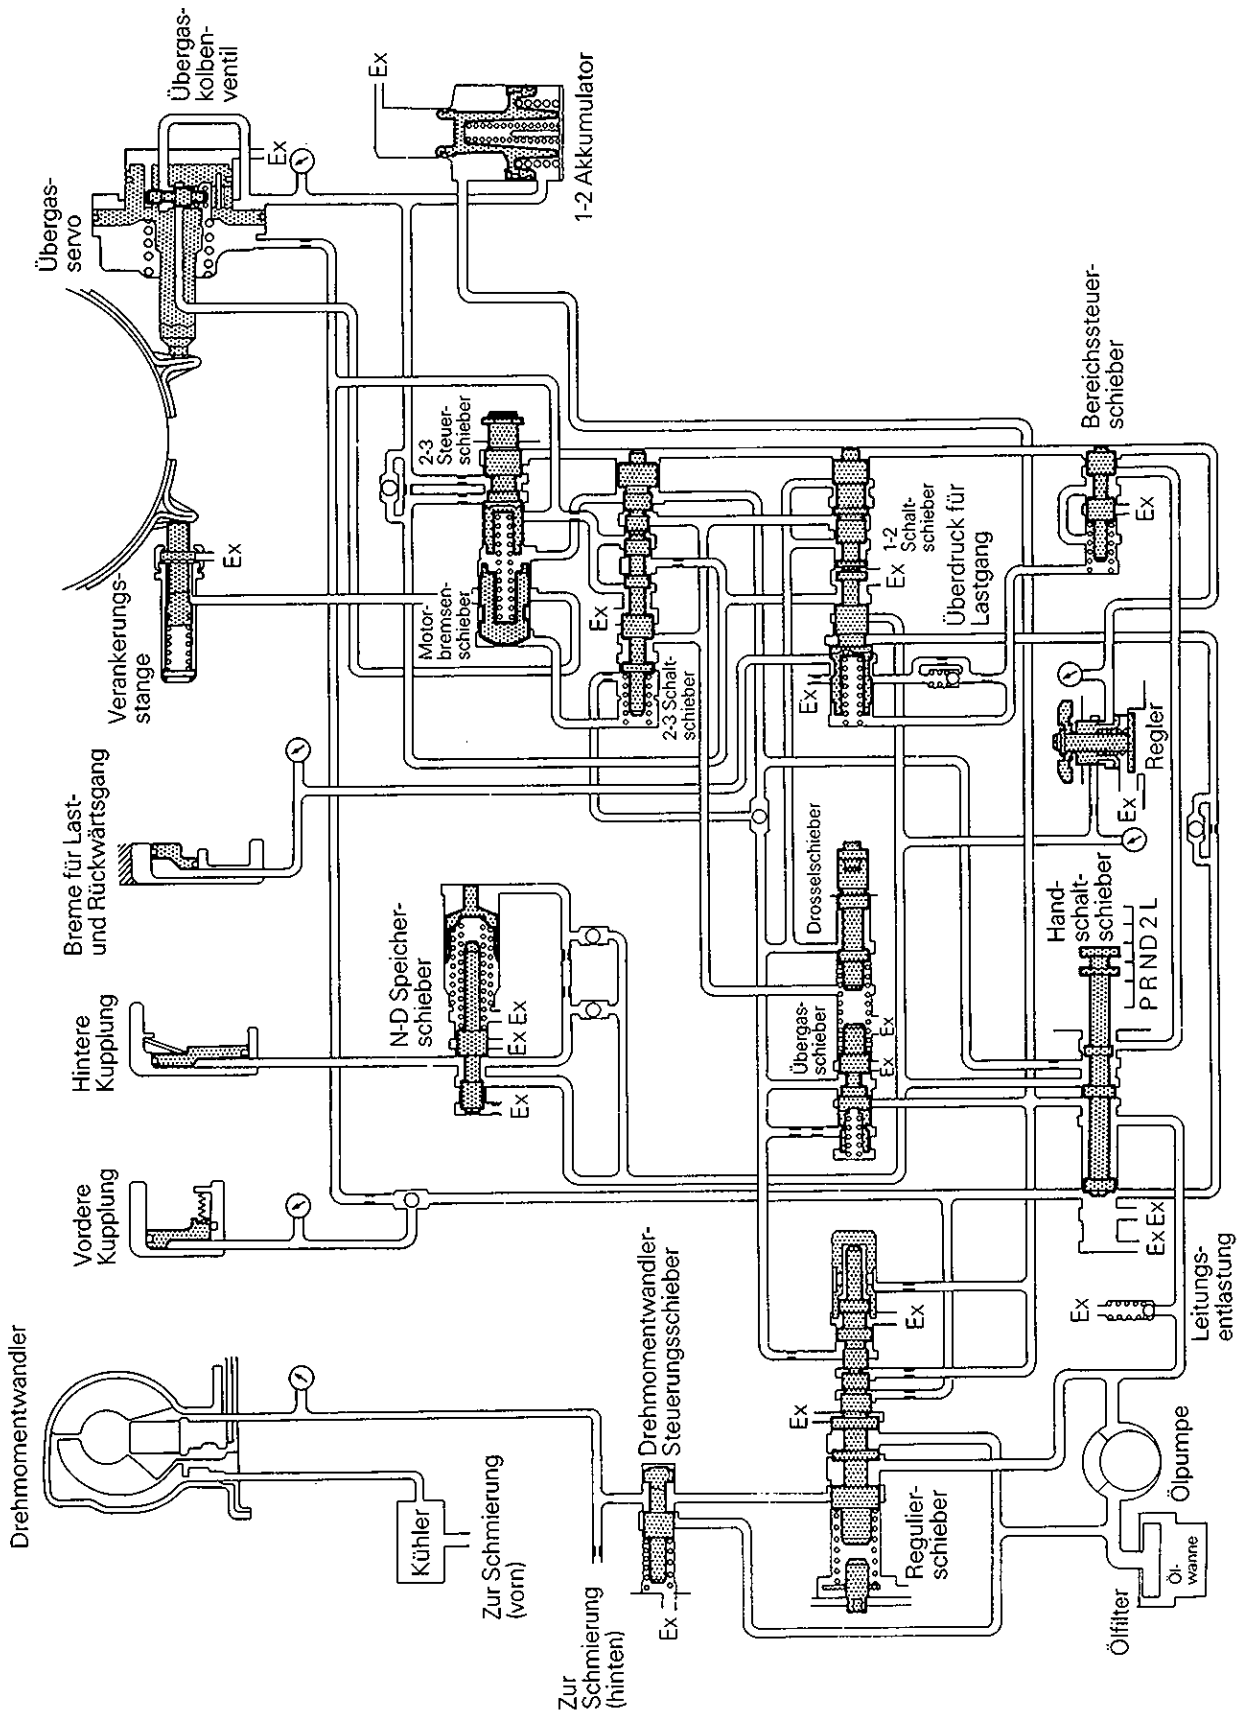 Drehmomentwandler
Vordere
Kupplung
Hintere
Kupplung
Breme für Last-
und Rückwärtsgang
Verankerungs-
stange
Ex
Übergas-
servo
Übergas-
kolben-
ventil
Ex
Ex
1-2 Akkumulator
Kühler
Zur Schmierung
(vorn)
N-D Speicher-
schieber
Ex
Ex Ex
Motor-
bremsen-
schieber
2-3
Steuer-
schieber
Zur
Schmierung
(hinten)
Drehmomentwandler-
Steuerungsschieber
Ex
2-3 Schalt-
schieber
Ex
Regulier-
schieber
Ex
Ex
Übergas-
schieber
Ex
Ex
Drosselschieber
Ex
Ex
1-2
Schalt-
schieber
Überdruck für
Lastgang
Ölfilter
Öl-
wanne
Ölpumpe
Ex
Leitungs-
entlastung
Ex Ex
Hand-
schalt-
schieber
P R N D 2 L
Ex
Regler
Ex
Bereichssteuer-
schieber